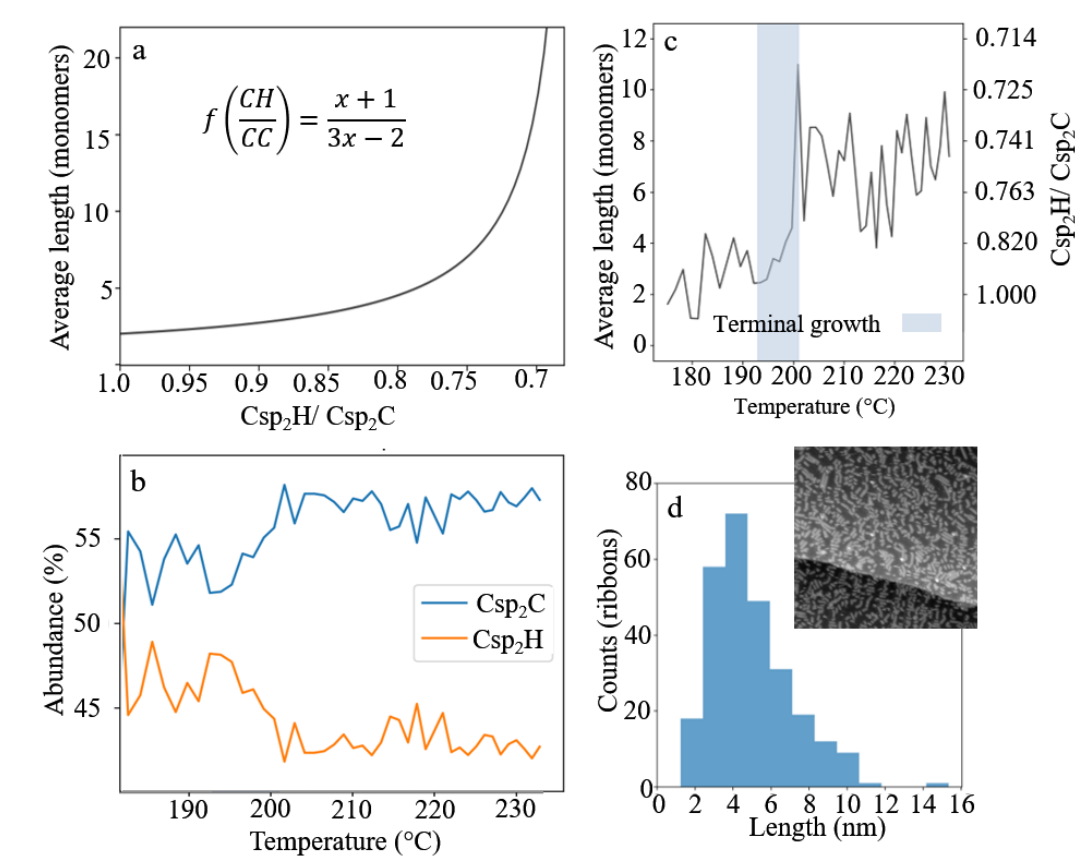 a
f(CH/CC) = (x + 1)/(3x − 2)
Average length (monomers)
20
15
10
5
1.0 0.95 0.9 0.85 0.8 0.75 0.7
Csp₂H/ Csp₂C
c
Average length (monomers)
12
10
8
6
4
2
0
0.714
0.725
0.741
0.763
0.820
1.000
Csp₂H/ Csp₂C
Terminal growth
180 190 200 210 220 230
Temperature (°C)
b
Abundance (%)
55
50
45
Csp₂C
Csp₂H
190 200 210 220 230
Temperature (°C)
d
Counts (ribbons)
80
60
40
20
0
0 2 4 6 8 10 12 14 16
Length (nm)